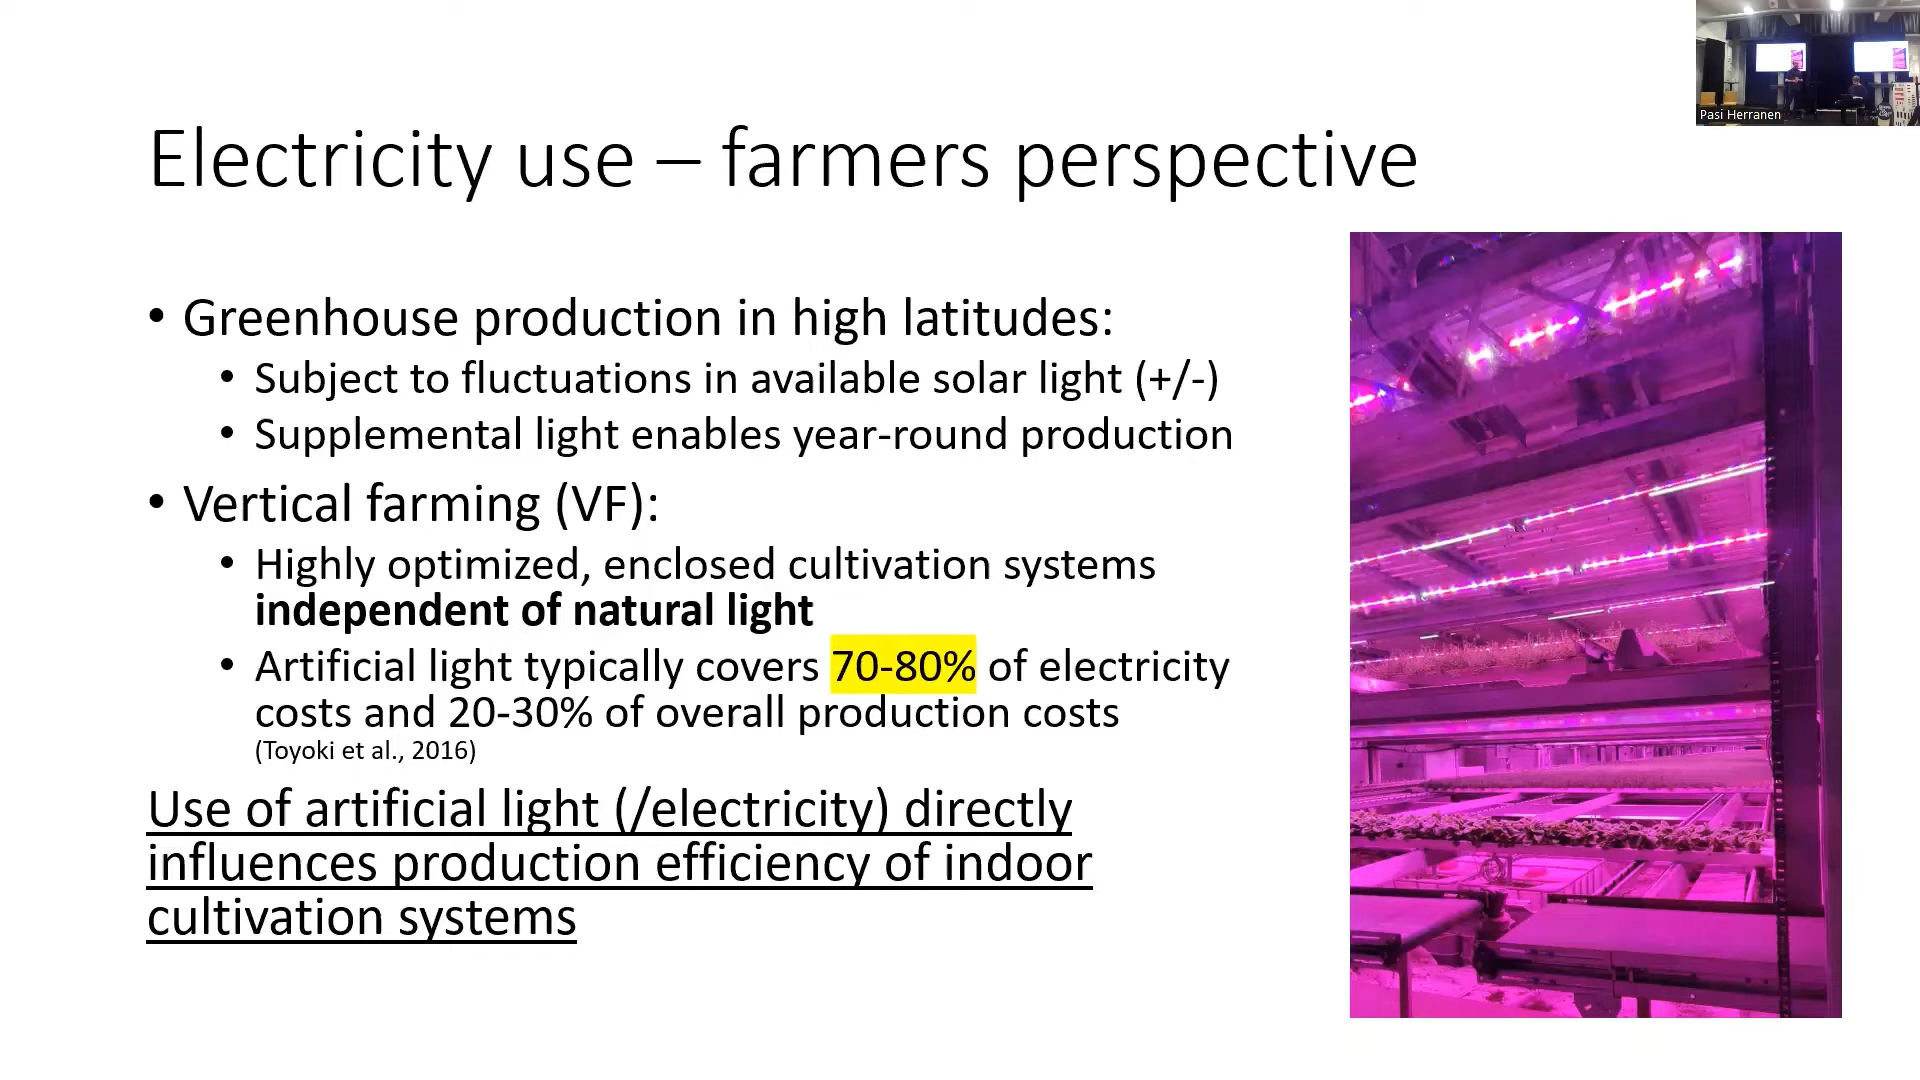 Pasi Herranen
Electricity use – farmers perspective
• Greenhouse production in high latitudes:
• Subject to fluctuations in available solar light (+/-)
• Supplemental light enables year-round production
• Vertical farming (VF):
• Highly optimized, enclosed cultivation systems
independent of natural light
• Artificial light typically covers 70-80% of electricity
costs and 20-30% of overall production costs
(Toyoki et al., 2016)
Use of artificial light (/electricity) directly
influences production efficiency of indoor
cultivation systems